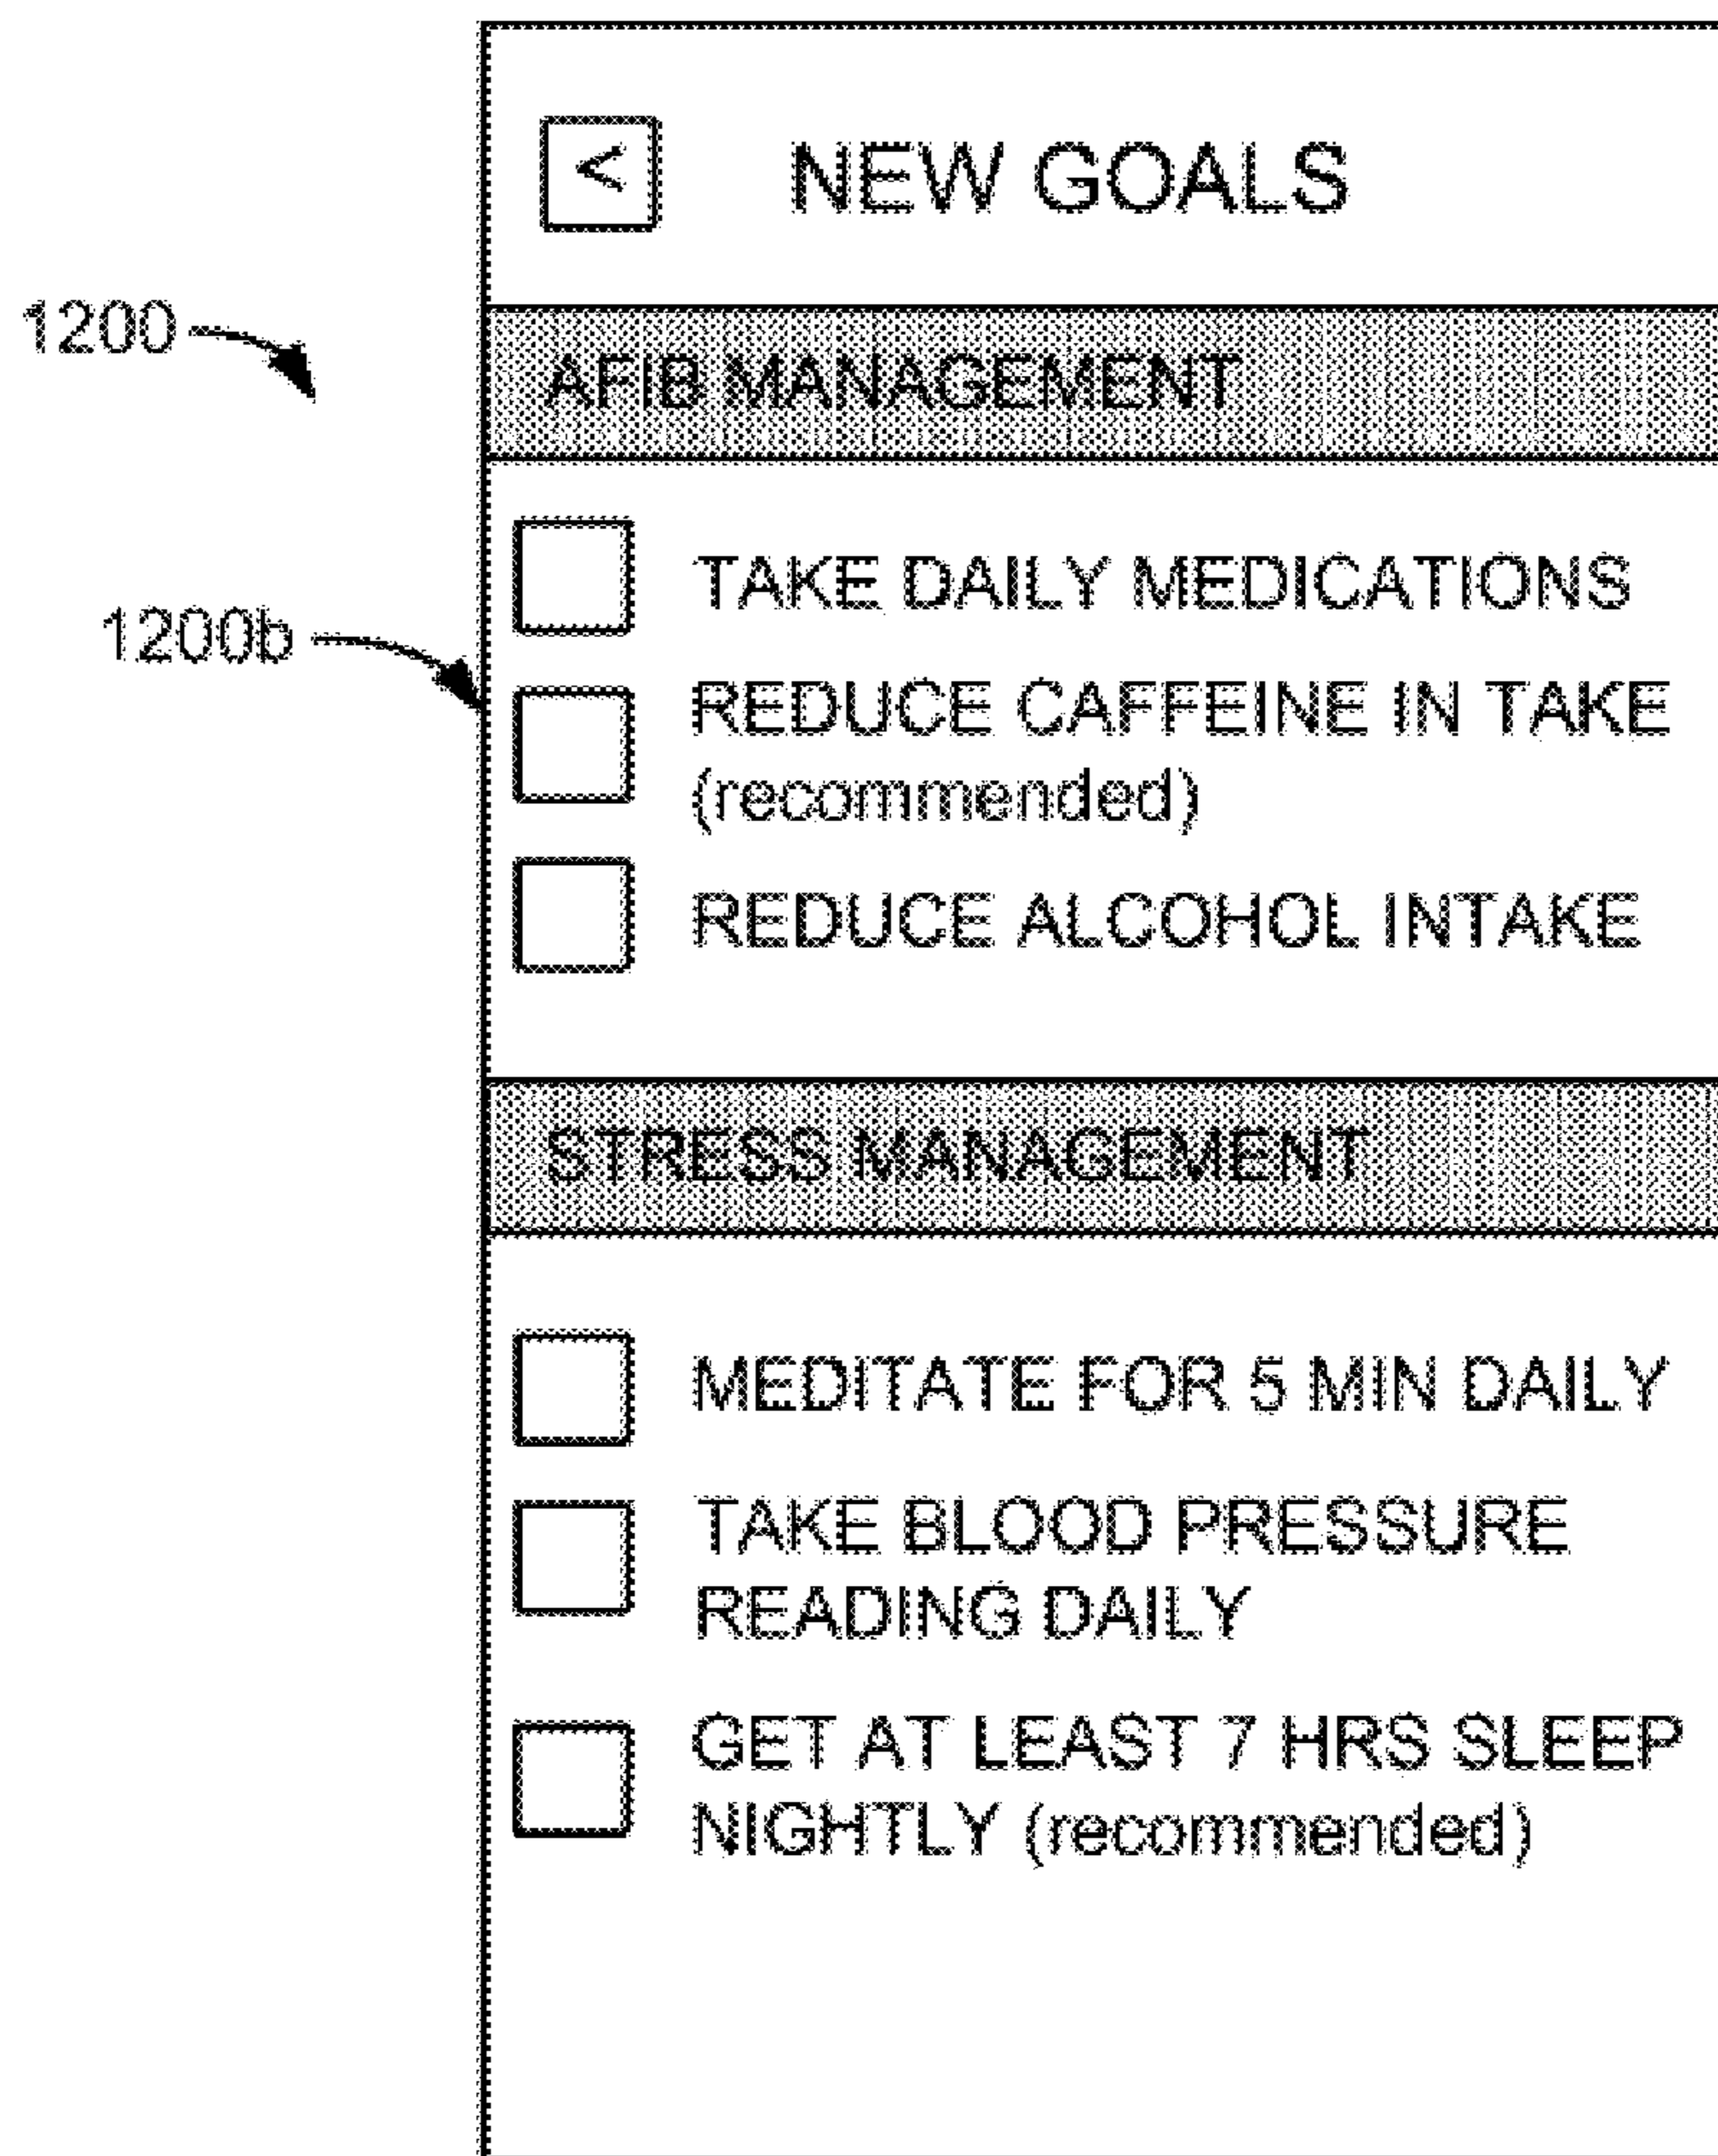 < NEW GOALS
1200
AFIB MANAGEMENT
TAKE DAILY MEDICATIONS
1200b
REDUCE CAFFEINE IN TAKE
(recommended)
REDUCE ALCOHOL INTAKE
STRESS MANAGEMENT
MEDITATE FOR 5 MIN DAILY
TAKE BLOOD PRESSURE
READING DAILY
GET AT LEAST 7 HRS SLEEP
NIGHTLY (recommended)